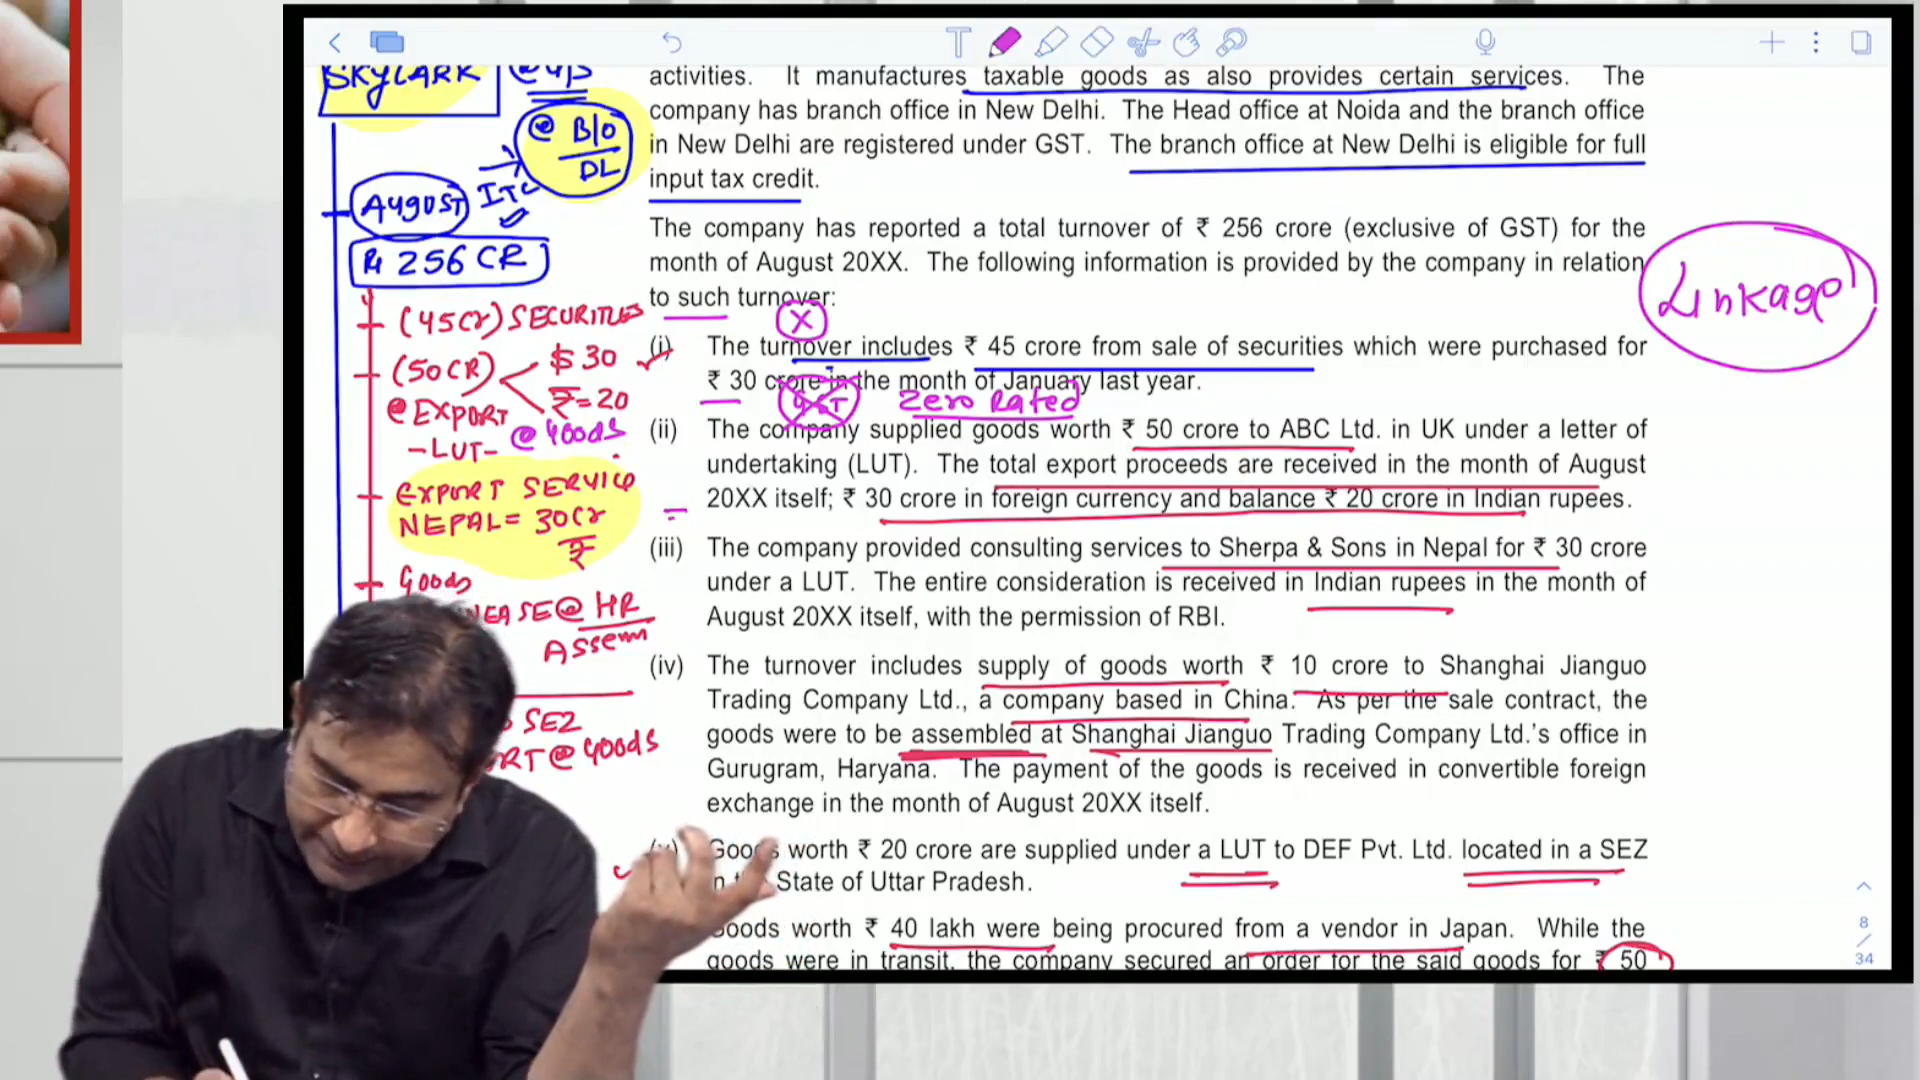 SKYLARK
@ B/O
DL
ITC
AUGUST
₹ 256 CR
(45Cr) SECURITIES
(50CR) $ 30
₹=20
@ EXPORT
-LUT- @ GOODS
EXPORT SERVICE
NEPAL = 30Cr
₹
Goods
@ HR
Assem
SEZ
@ GOODS
activities. It manufactures taxable goods as also provides certain services. The
company has branch office in New Delhi. The Head office at Noida and the branch office
in New Delhi are registered under GST. The branch office at New Delhi is eligible for full
input tax credit.
The company has reported a total turnover of ₹ 256 crore (exclusive of GST) for the
month of August 20XX. The following information is provided by the company in relation
to such turnover:
Linkage
X
(i) The turnover includes ₹ 45 crore from sale of securities which were purchased for
₹ 30 crore in the month of January last year.
GST Zero Rated
(ii) The company supplied goods worth ₹ 50 crore to ABC Ltd. in UK under a letter of
undertaking (LUT). The total export proceeds are received in the month of August
20XX itself; ₹ 30 crore in foreign currency and balance ₹ 20 crore in Indian rupees.
(iii) The company provided consulting services to Sherpa & Sons in Nepal for ₹ 30 crore
under a LUT. The entire consideration is received in Indian rupees in the month of
August 20XX itself, with the permission of RBI.
(iv) The turnover includes supply of goods worth ₹ 10 crore to Shanghai Jianguo
Trading Company Ltd., a company based in China. As per the sale contract, the
goods were to be assembled at Shanghai Jianguo Trading Company Ltd.'s office in
Gurugram, Haryana. The payment of the goods is received in convertible foreign
exchange in the month of August 20XX itself.
Goods worth ₹ 20 crore are supplied under a LUT to DEF Pvt. Ltd. located in a SEZ
State of Uttar Pradesh.
Goods worth ₹ 40 lakh were being procured from a vendor in Japan. While the
goods were in transit, the company secured an order for the said goods for ₹ 50
8
/
34